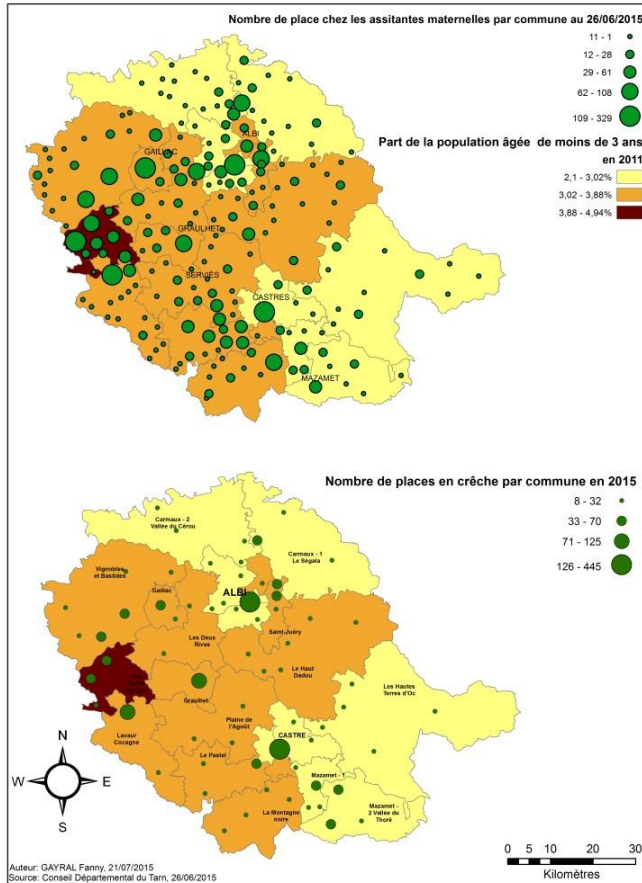 Nombre de place chez les assitantes maternelles par commune au 26/06/2015
11 - 1
12 - 28
29 - 61
62 - 108
109 - 329
Part de la population âgée de moins de 3 ans
en 2011
2,1 - 3,02%
3,02 - 3,88%
3,88 - 4,94%
ALBI
GAILLAC
GRAULHET
SERVIÈS
CASTRES
MAZAMET
Nombre de places en crêche par commune en 2015
8 - 32
33 - 70
71 - 125
126 - 445
Carmaux - 2
Vallée du Cérou
Carmaux - 1
Le Ségala
Vignobles
et Bastides
Gaillac
ALBI
Saint-Juéry
Les Deux
Rives
Le Haut
Dadou
Les Hautes
Terres d'Oc
Graulhet
Plaine de
l'Agoût
Lavaur
Cocagne
CASTRE
Le Pastel
Mazamet - 1
Mazamet -
2 Vallée du
Thoré
La Montagne
noire
N
W
E
S
0 5 10 20 30
Kilomètres
Auteur: GAYRAL Fanny, 21/07/2015
Source: Conseil Départemental du Tarn, 26/06/2015